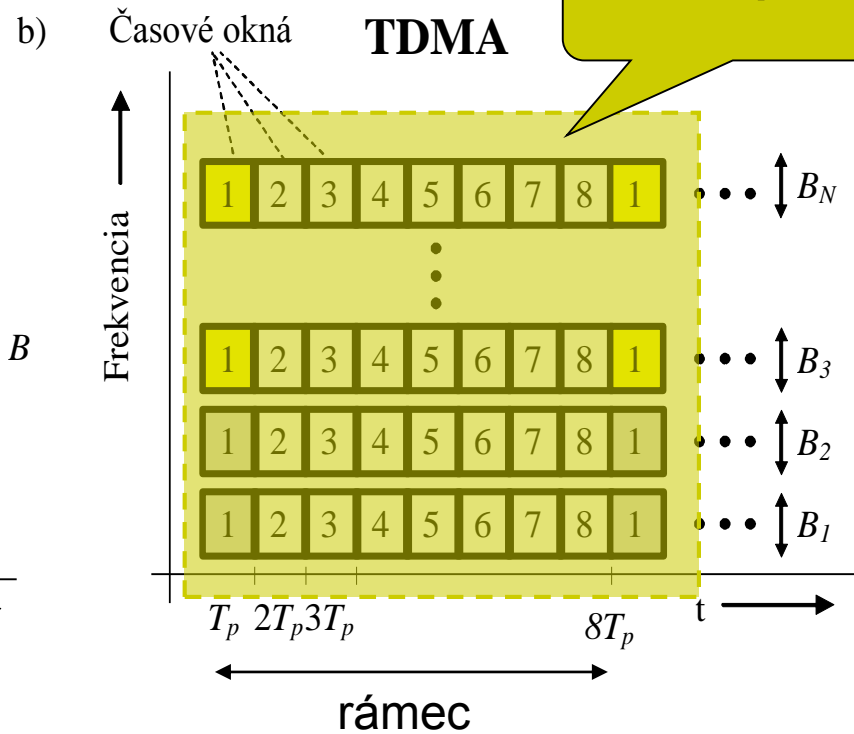 b)
Časové okná
TDMA
Frekvencia
1 2 3 4 5 6 7 8 1 B_N
B
1 2 3 4 5 6 7 8 1 B_3
1 2 3 4 5 6 7 8 1 B_2
1 2 3 4 5 6 7 8 1 B_1
T_p 2T_p 3T_p 8T_p t
rámec